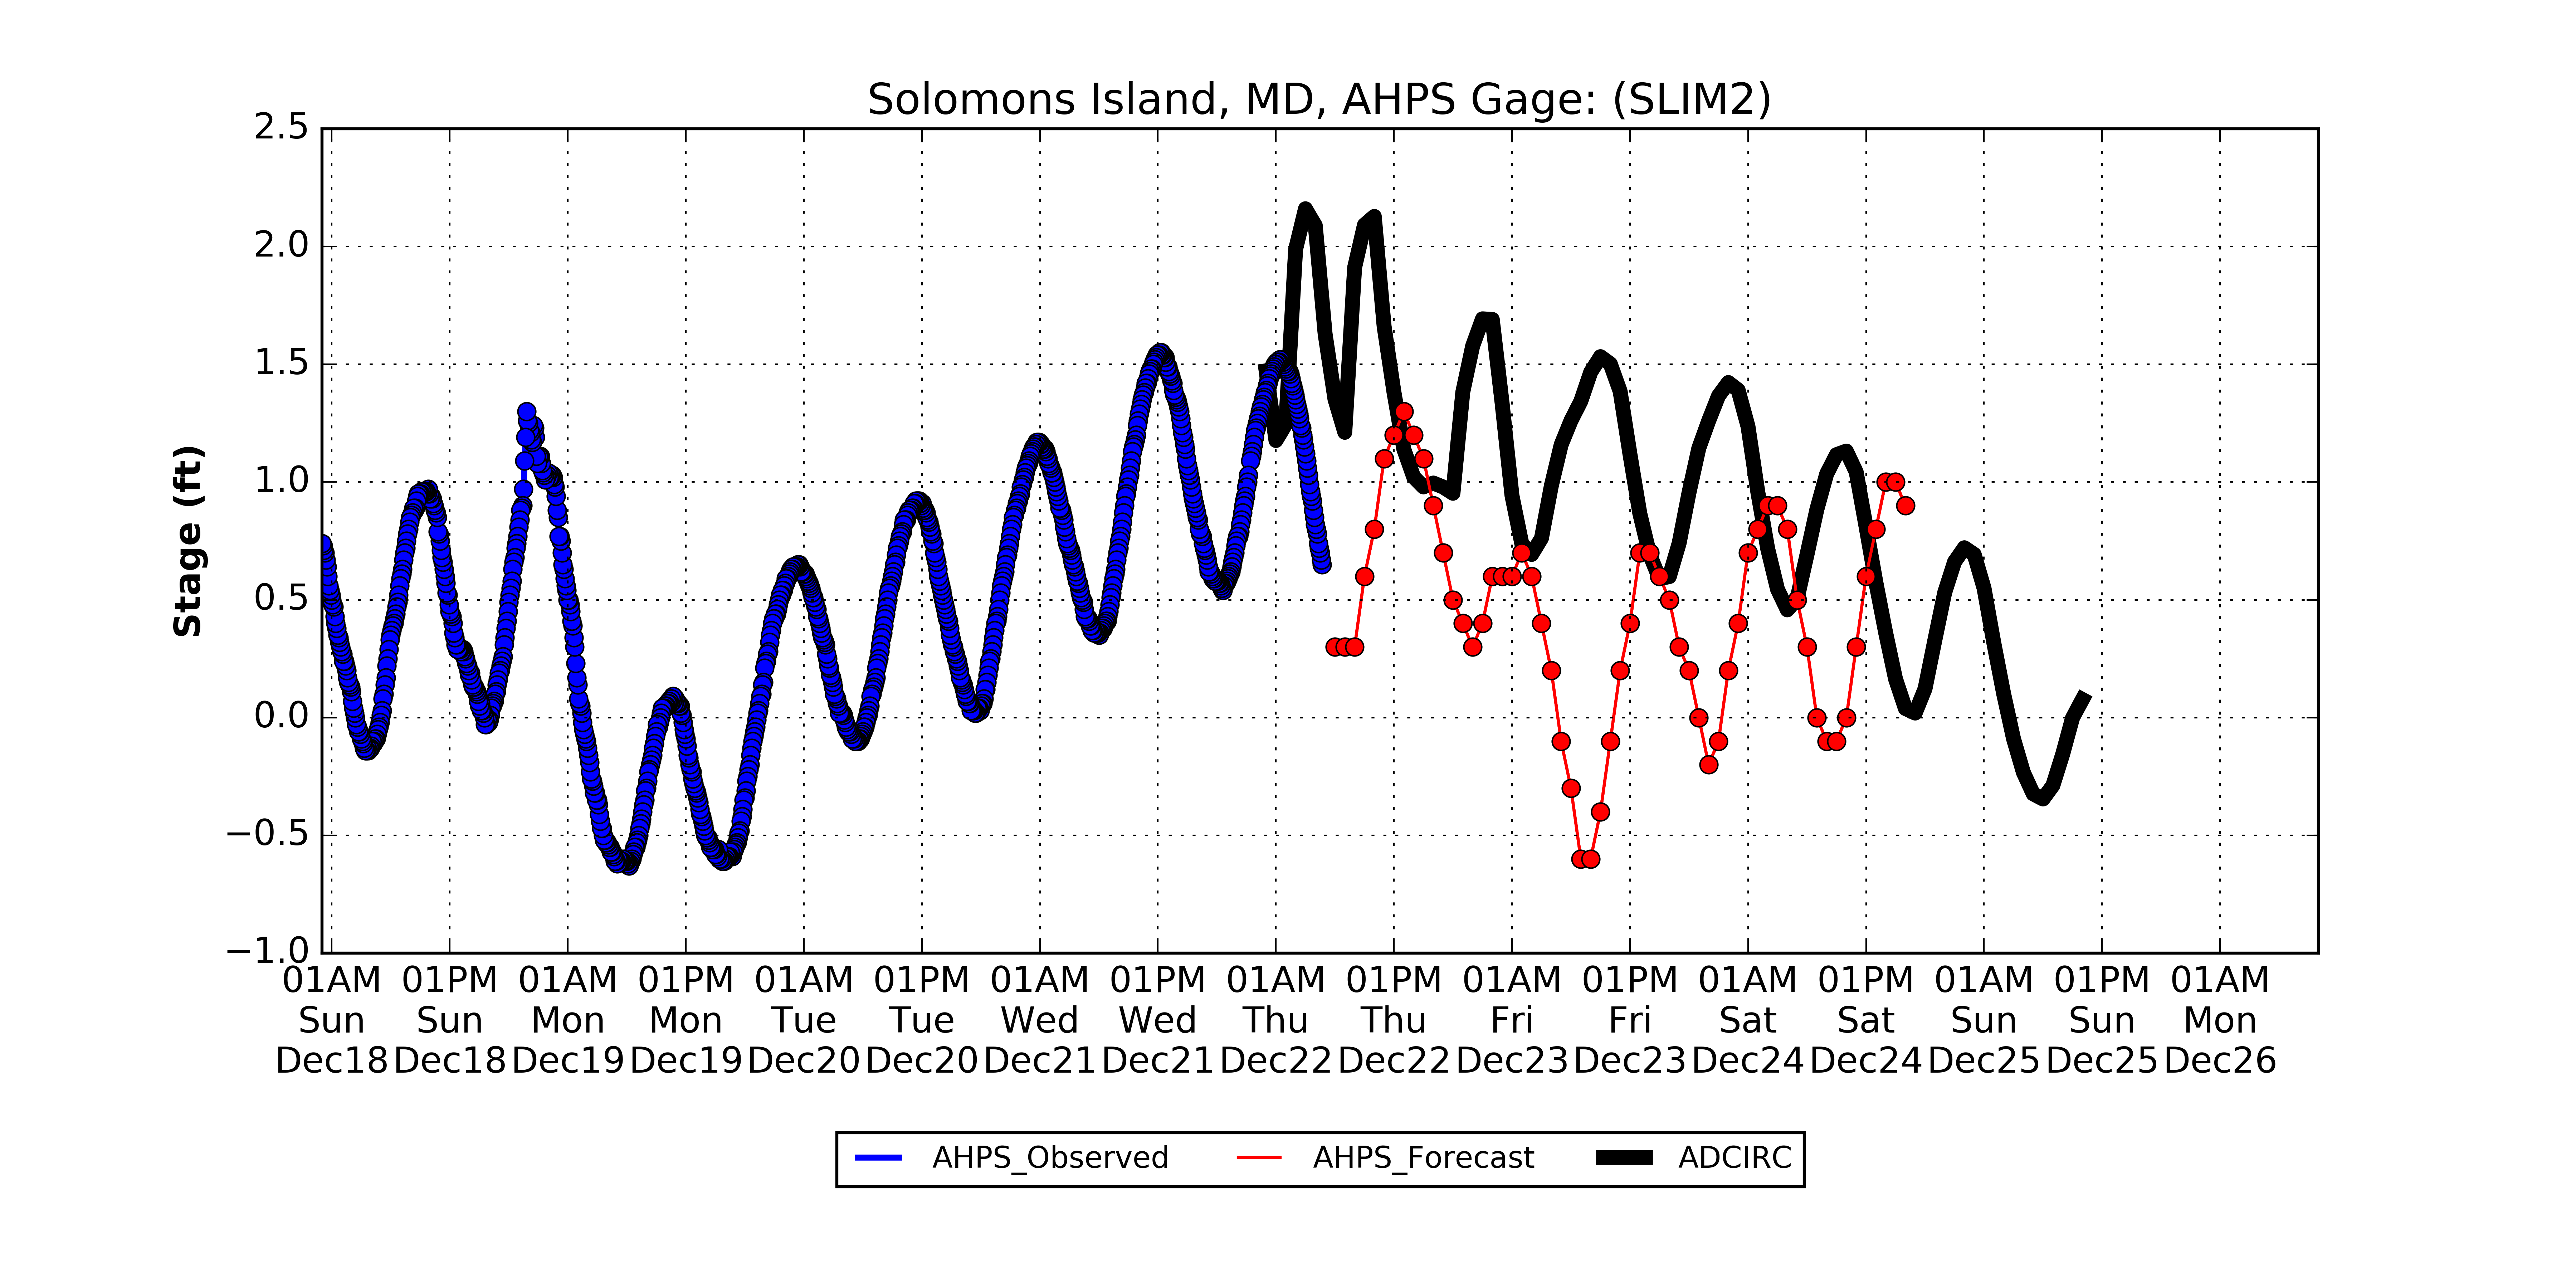 Solomons Island, MD, AHPS Gage: (SLIM2)
Stage (ft)
2.5
2.0
1.5
1.0
0.5
0.0
−0.5
−1.0
01AM 01PM 01AM 01PM 01AM 01PM 01AM 01PM 01AM 01PM 01AM 01PM 01AM 01PM 01AM 01PM 01AM
Sun Sun Mon Mon Tue Tue Wed Wed Thu Thu Fri Fri Sat Sat Sun Sun Mon
Dec18 Dec18 Dec19 Dec19 Dec20 Dec20 Dec21 Dec21 Dec22 Dec22 Dec23 Dec23 Dec24 Dec24 Dec25 Dec25 Dec26
AHPS_Observed AHPS_Forecast ADCIRC